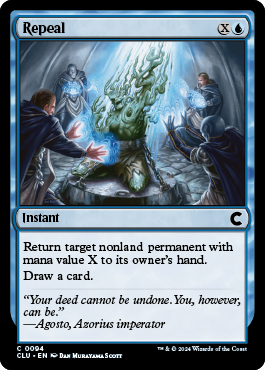 Repeal X
Instant
Return target nonland permanent with
mana value X to its owner's hand.
Draw a card.
“Your deed cannot be undone. You, however,
can be.”
—Agosto, Azorius imperator
C 0094
CLU • EN Dan Murayama Scott
™ & © 2024 Wizards of the Coast